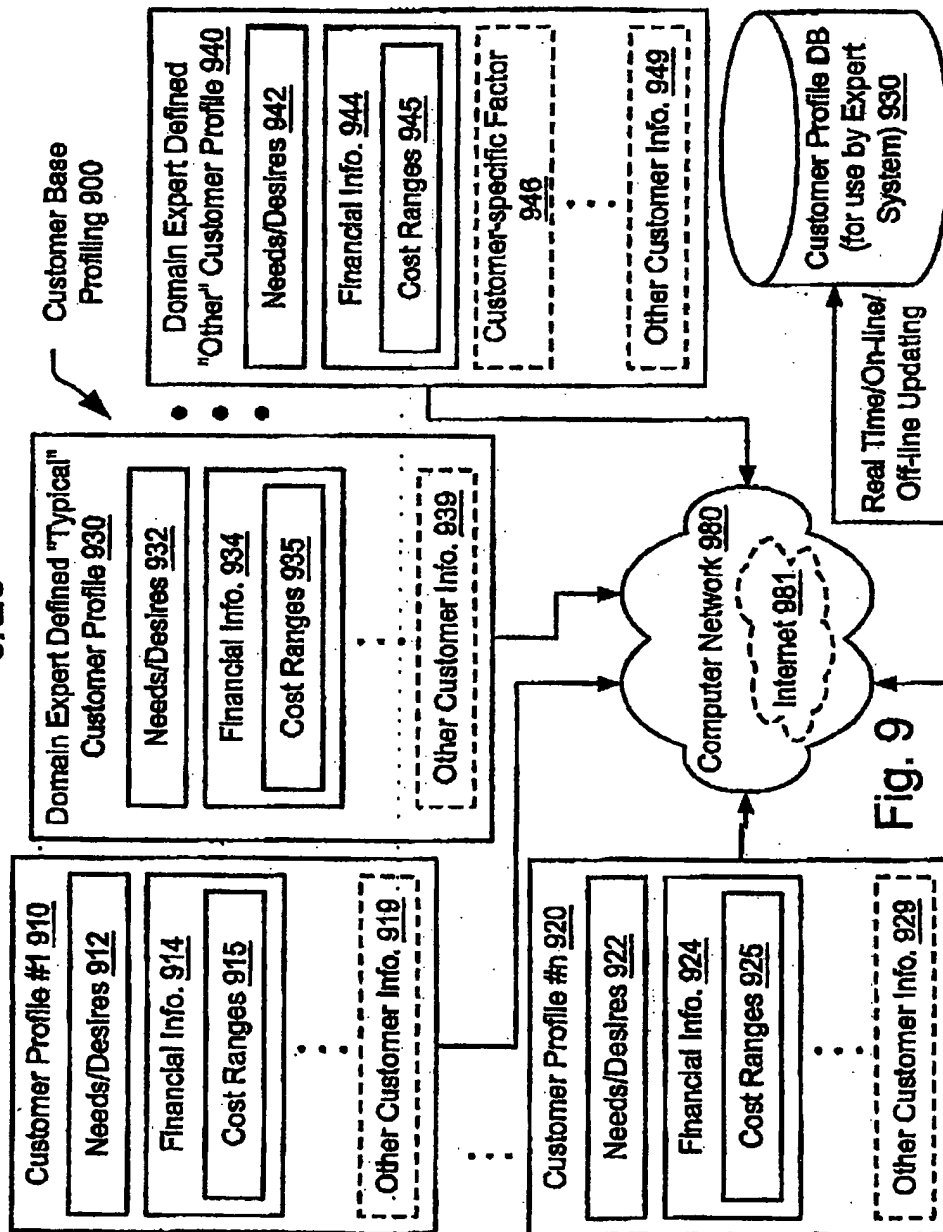 Customer Base
Profiling 900
Customer Profile #1 910
Needs/Desires 912
Financial Info. 914
Cost Ranges 915
Other Customer Info. 919
Customer Profile #n 920
Needs/Desires 922
Financial Info. 924
Cost Ranges 925
Other Customer Info. 929
Domain Expert Defined "Typical"
Customer Profile 930
Needs/Desires 932
Financial Info. 934
Cost Ranges 935
Other Customer Info. 939
Domain Expert Defined
"Other" Customer Profile 940
Needs/Desires 942
Financial Info. 944
Cost Ranges 945
Customer-specific Factor
946
Other Customer Info. 949
Computer Network 980
Internet 981
Real Time/On-line/
Off-line Updating
Customer Profile DB
(for use by Expert
System) 930
Fig. 9